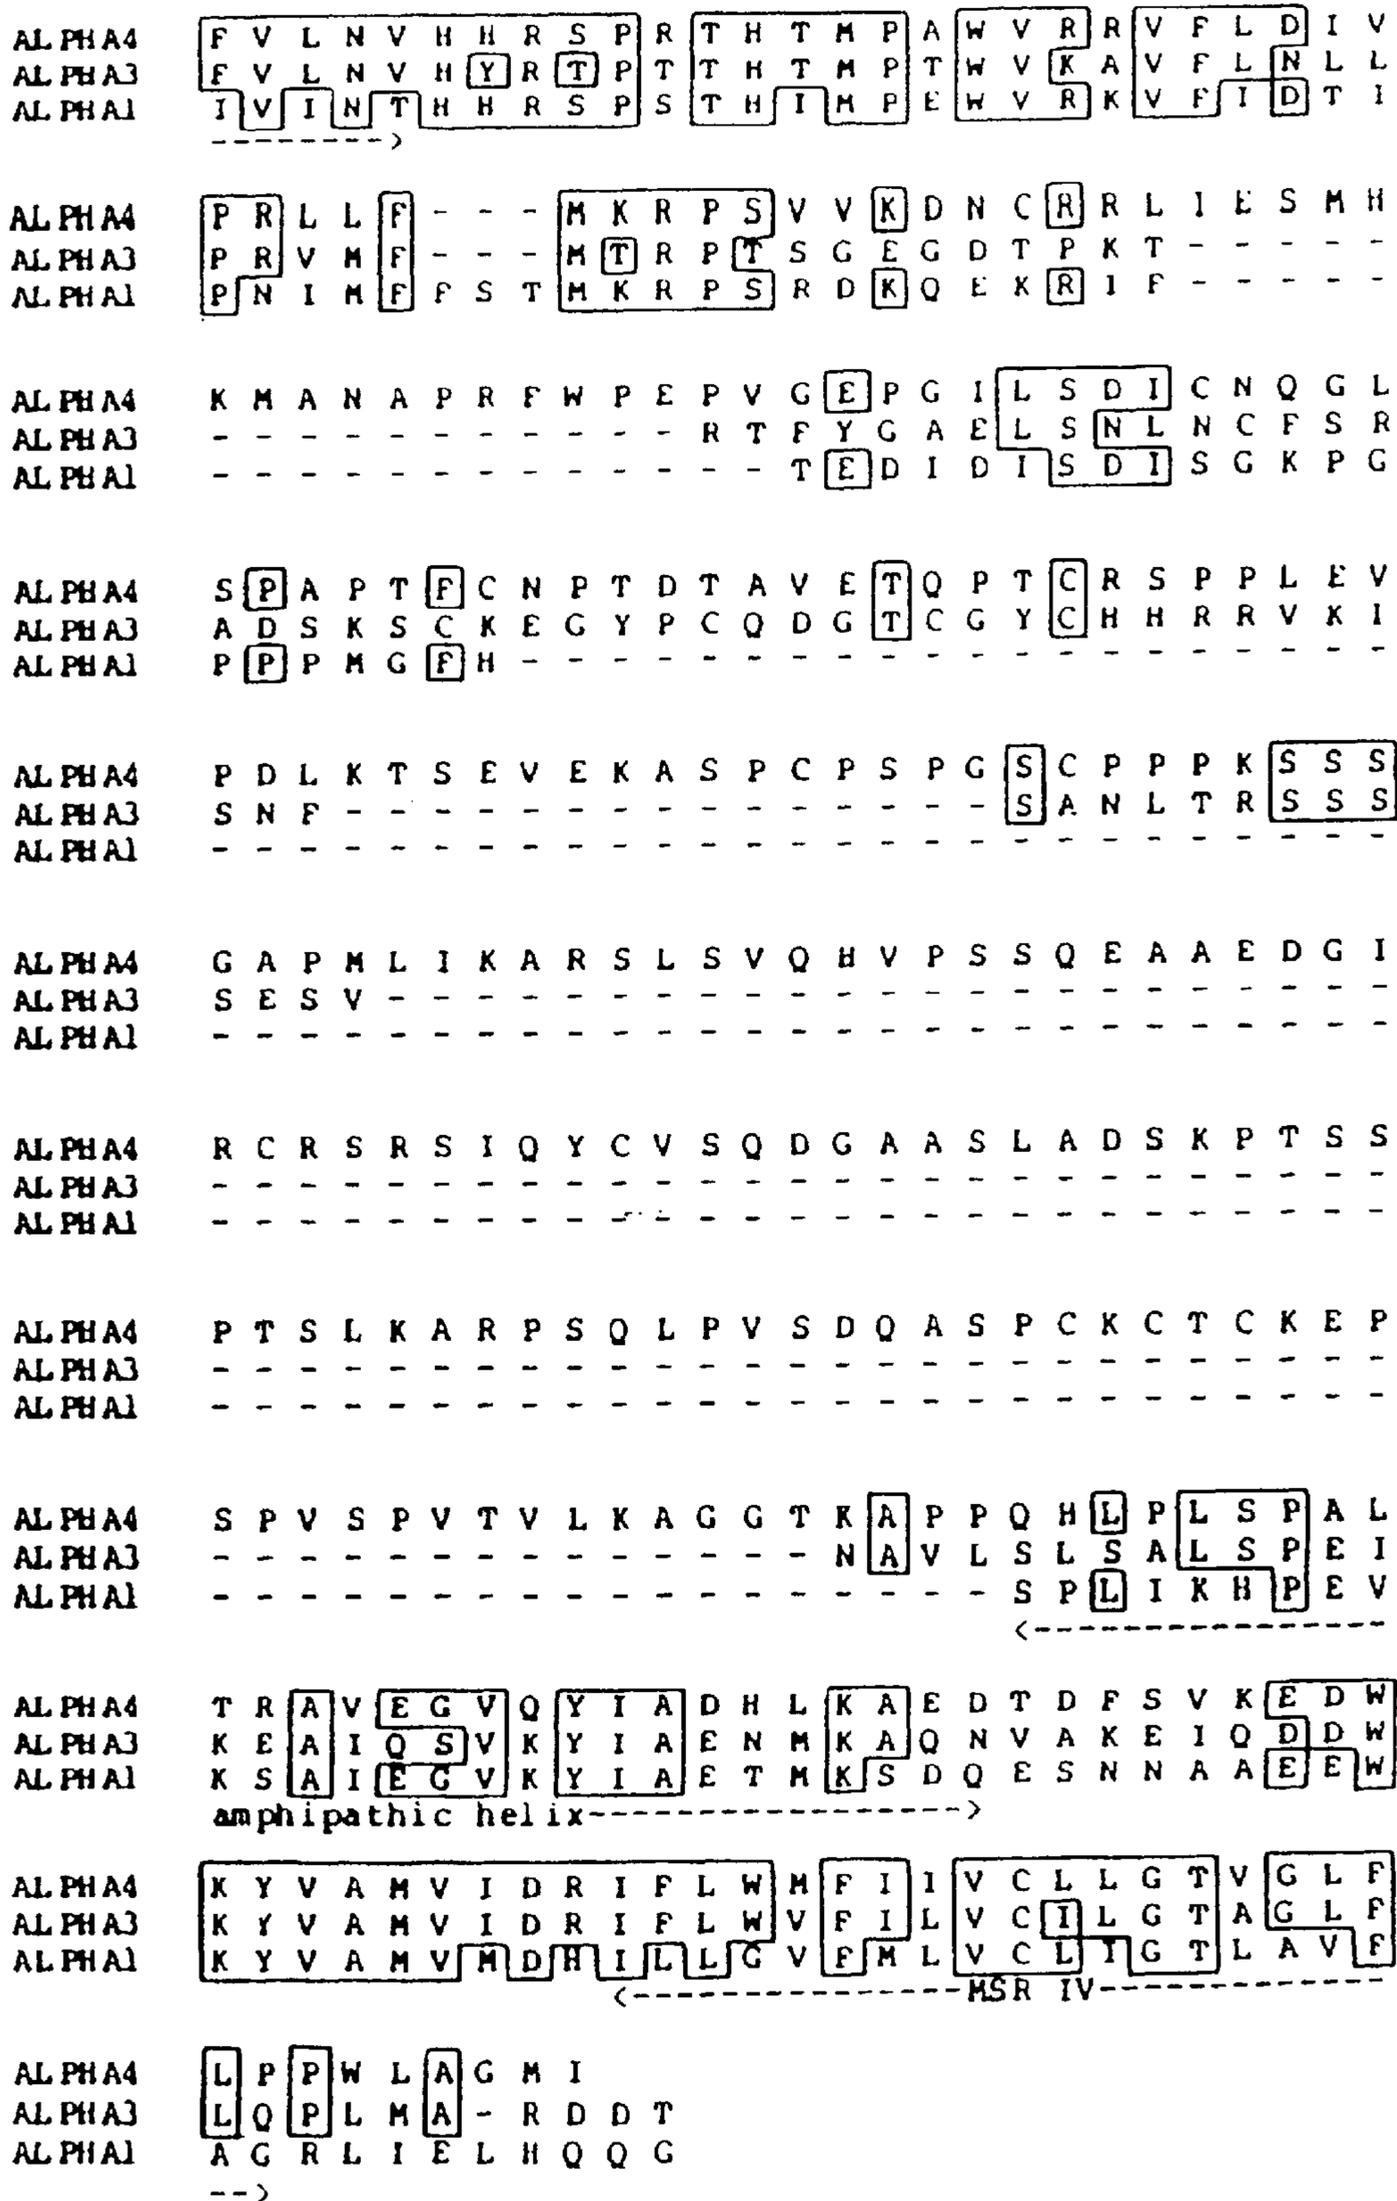 ALPHA4 F V L N V H H R S P R T H T M P A W V R R V F L D I V
ALPHA3 F V L N V H Y R T P T T H T M P T W V K A V F L N L L
ALPHA1 I V I N T H H R S P S T H I M P E W V R K V F I D T I
-------->
ALPHA4 P R L L F - - - M K R P S V V K D N C R R L I E S M H
ALPHA3 P R V M F - - - M T R P T S G E G D T P K T - - - - -
ALPHA1 P N I M F F S T M K R P S R D K Q E K R I F - - - - -
ALPHA4 K M A N A P R F W P E P V G E P G I L S D I C N Q G L
ALPHA3 - - - - - - - - - - - R T F Y G A E L S N L N C F S R
ALPHA1 - - - - - - - - - - - - - T E D I D I S D I S G K P G
ALPHA4 S P A P T F C N P T D T A V E T Q P T C R S P P L E V
ALPHA3 A D S K S C K E G Y P C Q D G T C G Y C H H R R V K I
ALPHA1 P P P M G F H - - - - - - - - - - - - - - - - - - - -
ALPHA4 P D L K T S E V E K A S P C P S P G S C P P P K S S S
ALPHA3 S N F - - - - - - - - - - - - - - - S A N L T R S S S
ALPHA1 - - - - - - - - - - - - - - - - - - - - - - - - - - -
ALPHA4 G A P M L I K A R S L S V Q H V P S S Q E A A E D G I
ALPHA3 S E S V - - - - - - - - - - - - - - - - - - - - - - -
ALPHA1 - - - - - - - - - - - - - - - - - - - - - - - - - - -
ALPHA4 R C R S R S I Q Y C V S Q D G A A S L A D S K P T S S
ALPHA3 - - - - - - - - - - - - - - - - - - - - - - - - - - -
ALPHA1 - - - - - - - - - - - - - - - - - - - - - - - - - - -
ALPHA4 P T S L K A R P S Q L P V S D Q A S P C K C T C K E P
ALPHA3 - - - - - - - - - - - - - - - - - - - - - - - - - - -
ALPHA1 - - - - - - - - - - - - - - - - - - - - - - - - - - -
ALPHA4 S P V S P V T V L K A G G T K A P P Q H L P L S P A L
ALPHA3 - - - - - - - - - - - - - - N A V L S L S A L S P E I
ALPHA1 - - - - - - - - - - - - - - - - - - S P L I K H P E V
<----------------
ALPHA4 T R A V E G V Q Y I A D H L K A E D T D F S V K E D W
ALPHA3 K E A I Q S V K Y I A E N M K A Q N V A K E I Q D D W
ALPHA1 K S A I E G V K Y I A E T M K S D Q E S N N A A E E W
amphipathic helix----------------->
ALPHA4 K Y V A M V I D R I F L W M F I I V C L L G T V G L F
ALPHA3 K Y V A M V I D R I F L W V F I L V C I L G T A G L F
ALPHA1 K Y V A M V M D H I L L G V F M L V C L I G T L A V F
<---------------MSR IV-------------
ALPHA4 L P P W L A G M I
ALPHA3 L Q P L M A - R D D T
ALPHA1 A G R L I E L H Q Q G
-->